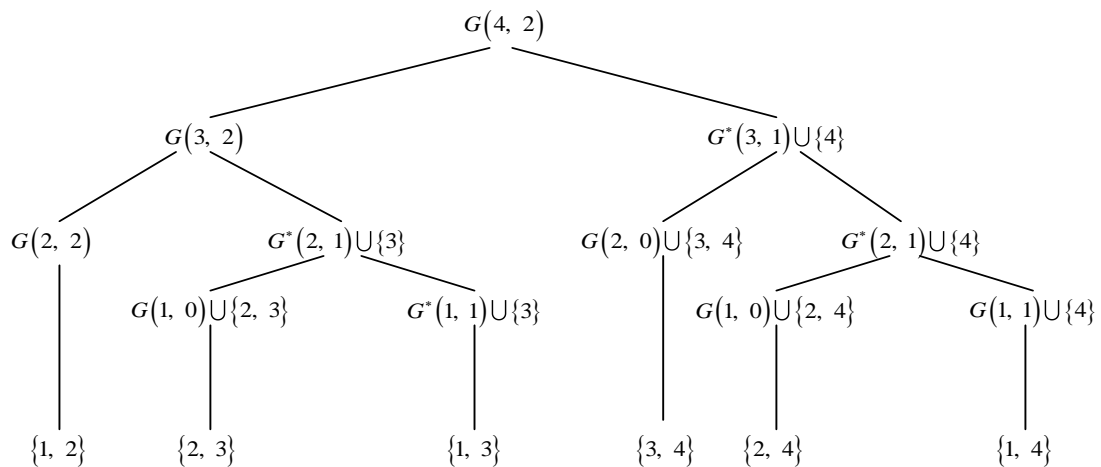 G(4, 2)
G(3, 2) G*(3, 1)∪{4}
G(2, 2) G*(2, 1)∪{3} G(2, 0)∪{3, 4} G*(2, 1)∪{4}
G(1, 0)∪{2, 3} G*(1, 1)∪{3} G(1, 0)∪{2, 4} G(1, 1)∪{4}
{1, 2} {2, 3} {1, 3} {3, 4} {2, 4} {1, 4}